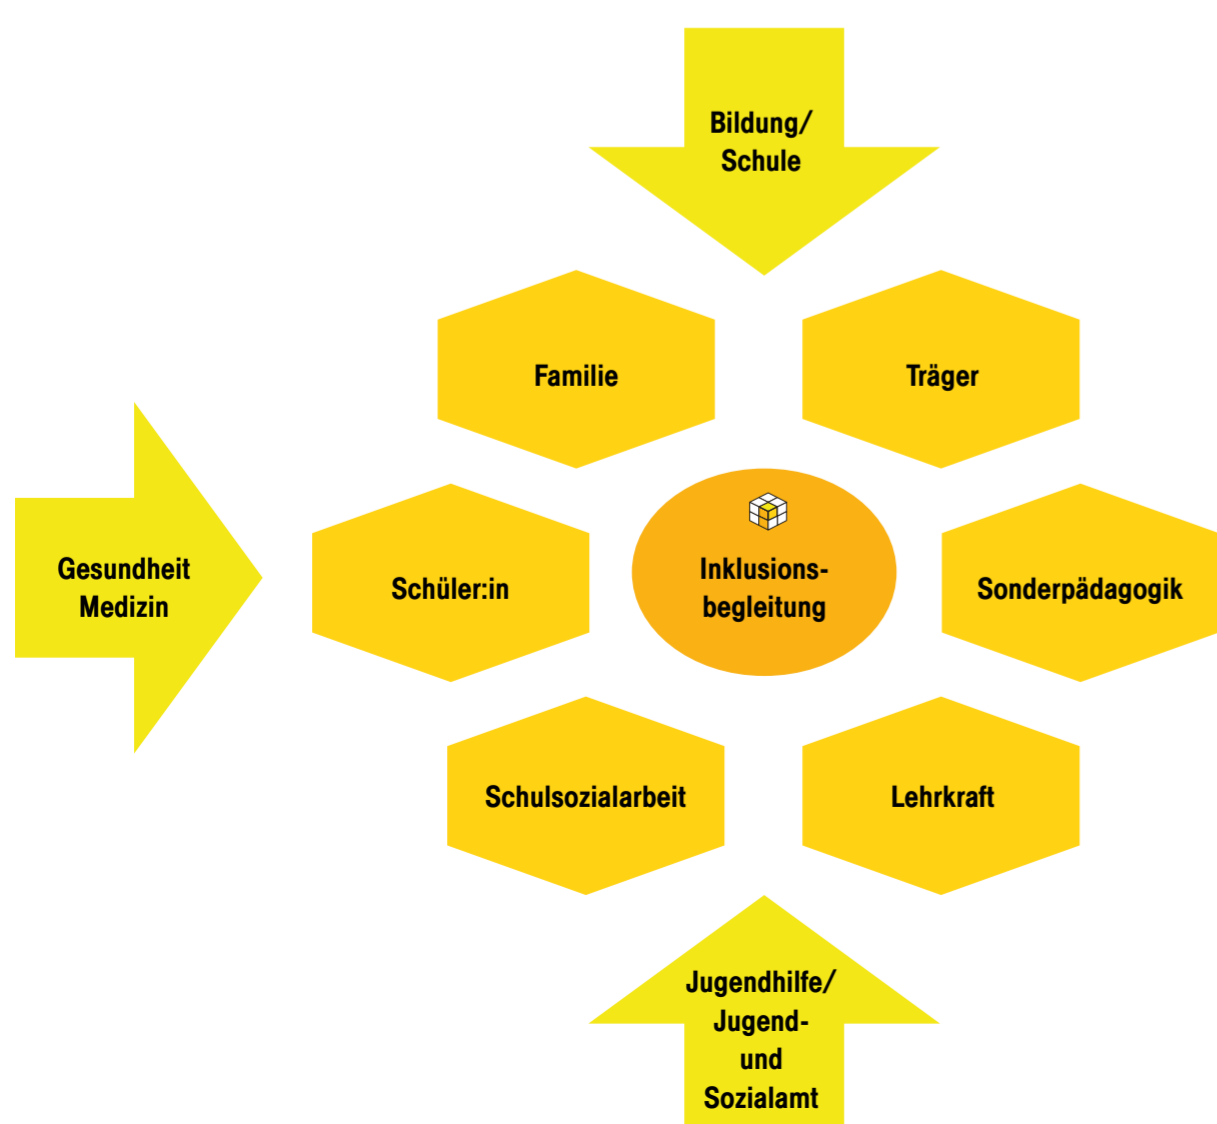 Bildung/
Schule
Familie
Träger
Gesundheit
Medizin
Schüler:in
Inklusions-
begleitung
Sonderpädagogik
Schulsozialarbeit
Lehrkraft
Jugendhilfe/
Jugend-
und
Sozialamt